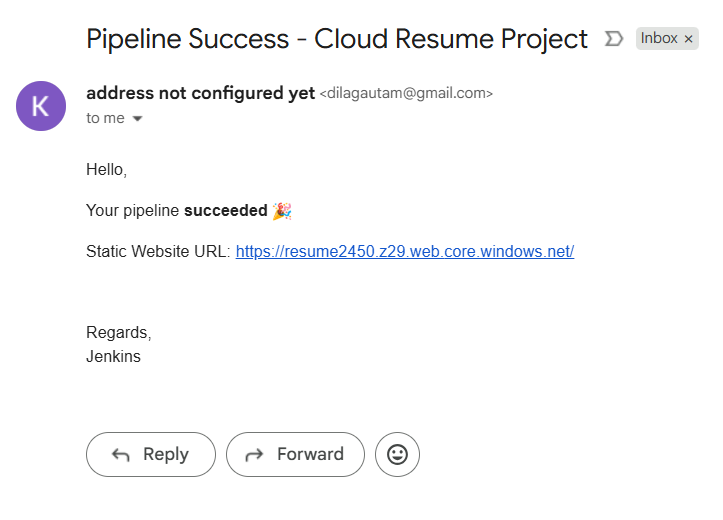 Pipeline Success - Cloud Resume Project Inbox ×
K
address not configured yet <dilagautam@gmail.com>
to me
Hello,
Your pipeline succeeded 🎉
Static Website URL: https://resume2450.z29.web.core.windows.net/
Regards,
Jenkins
Reply Forward